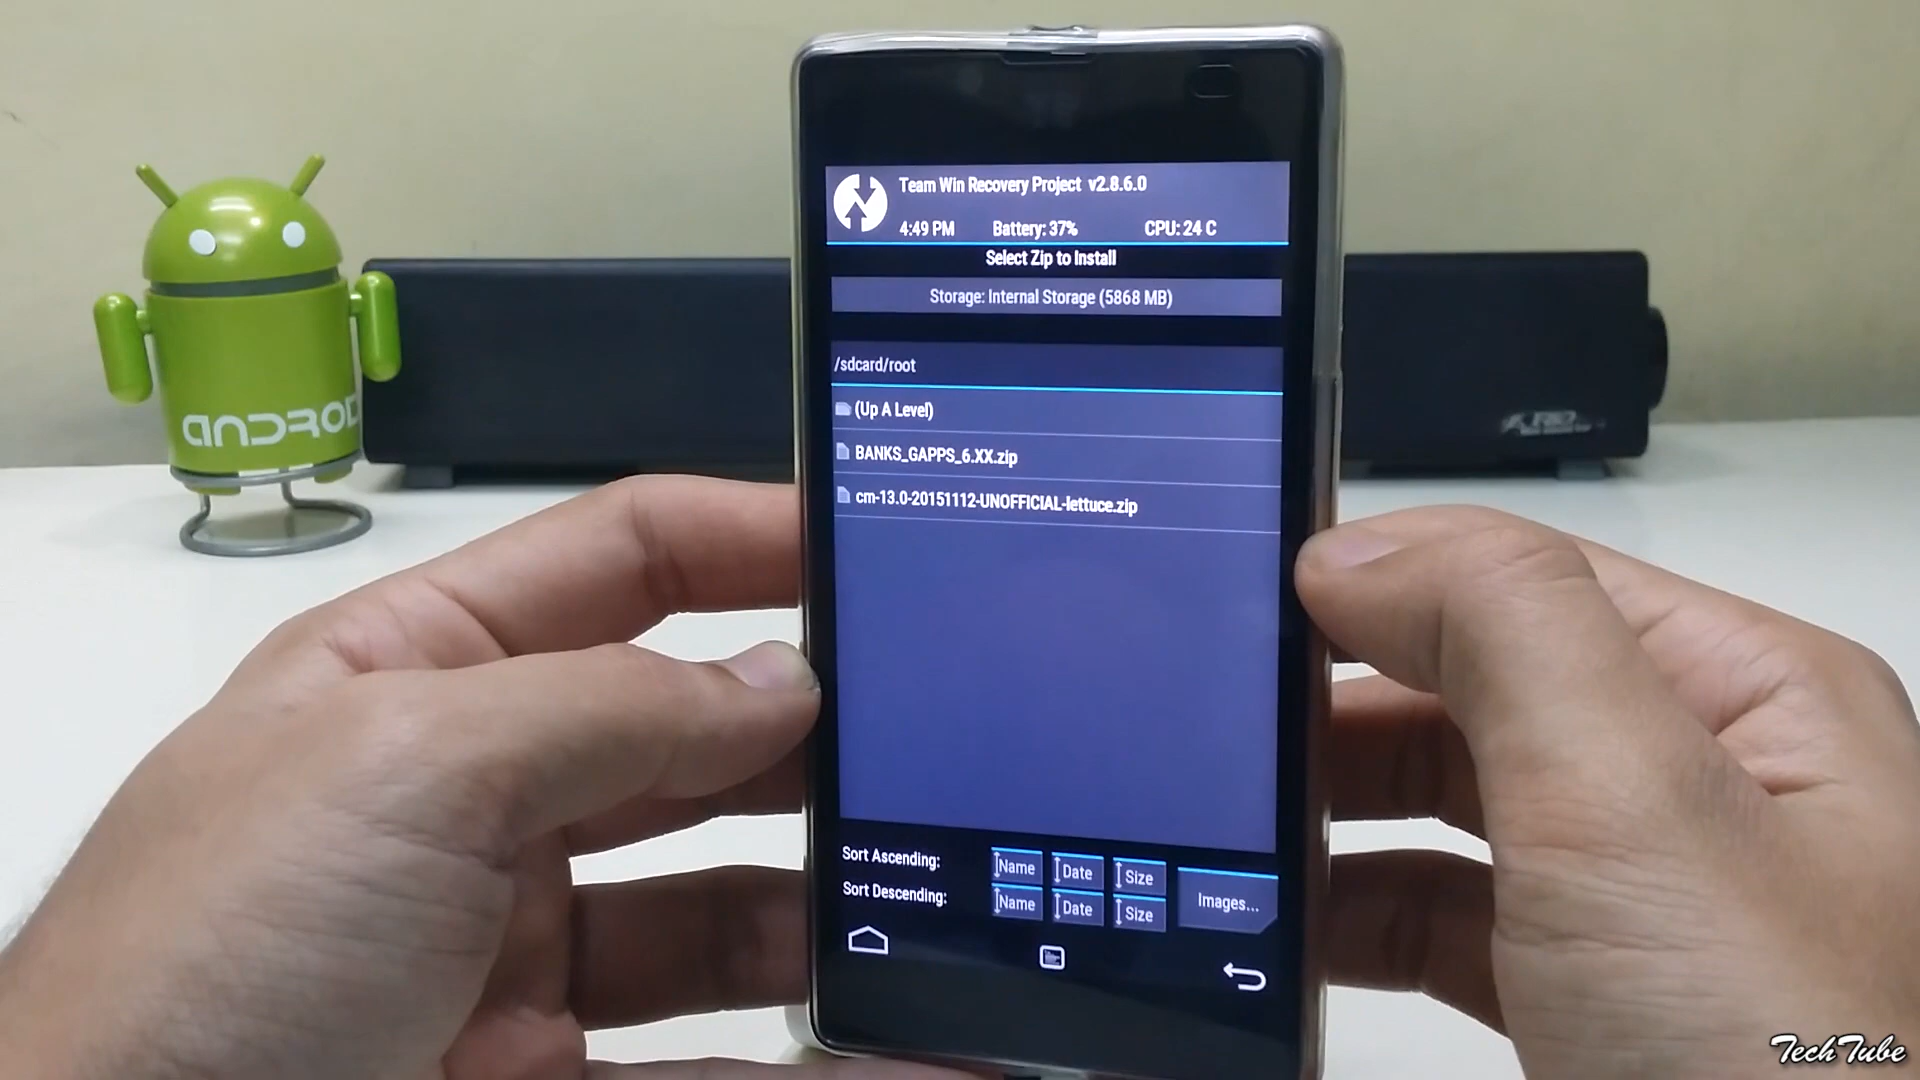 Team Win Recovery Project v2.8.6.0
4:49 PM Battery: 37% CPU: 24 C
Select Zip to Install
Storage: Internal Storage (5868 MB)
/sdcard/root
(Up A Level)
BANKS_GAPPS_6.XX.zip
cm-13.0-20151112-UNOFFICIAL-lettuce.zip
Sort Ascending: Name Date Size
Sort Descending: Name Date Size
Images...
ANDROI
TechTube